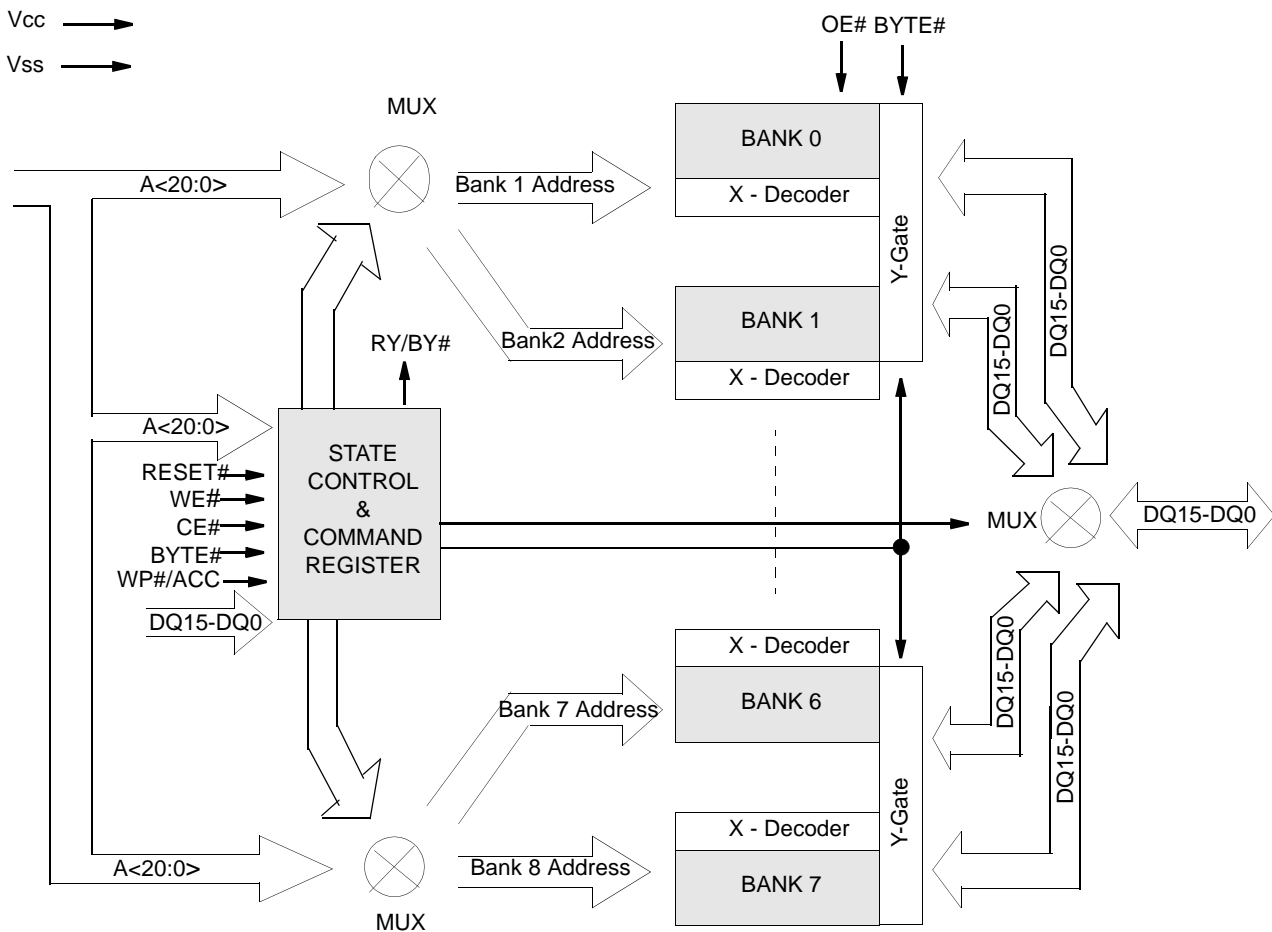 Vcc
Vss
OE# BYTE#
MUX
BANK 0
A<20:0>
Bank 1 Address
X - Decoder
Y-Gate
DQ15-DQ0
DQ15-DQ0
BANK 1
RY/BY#
Bank2 Address
X - Decoder
A<20:0>
STATE
CONTROL
&
COMMAND
REGISTER
RESET#
WE#
CE#
BYTE#
WP#/ACC
DQ15-DQ0
MUX
DQ15-DQ0
X - Decoder
Bank 7 Address
BANK 6
Y-Gate
DQ15-DQ0
DQ15-DQ0
X - Decoder
A<20:0>
Bank 8 Address
BANK 7
MUX